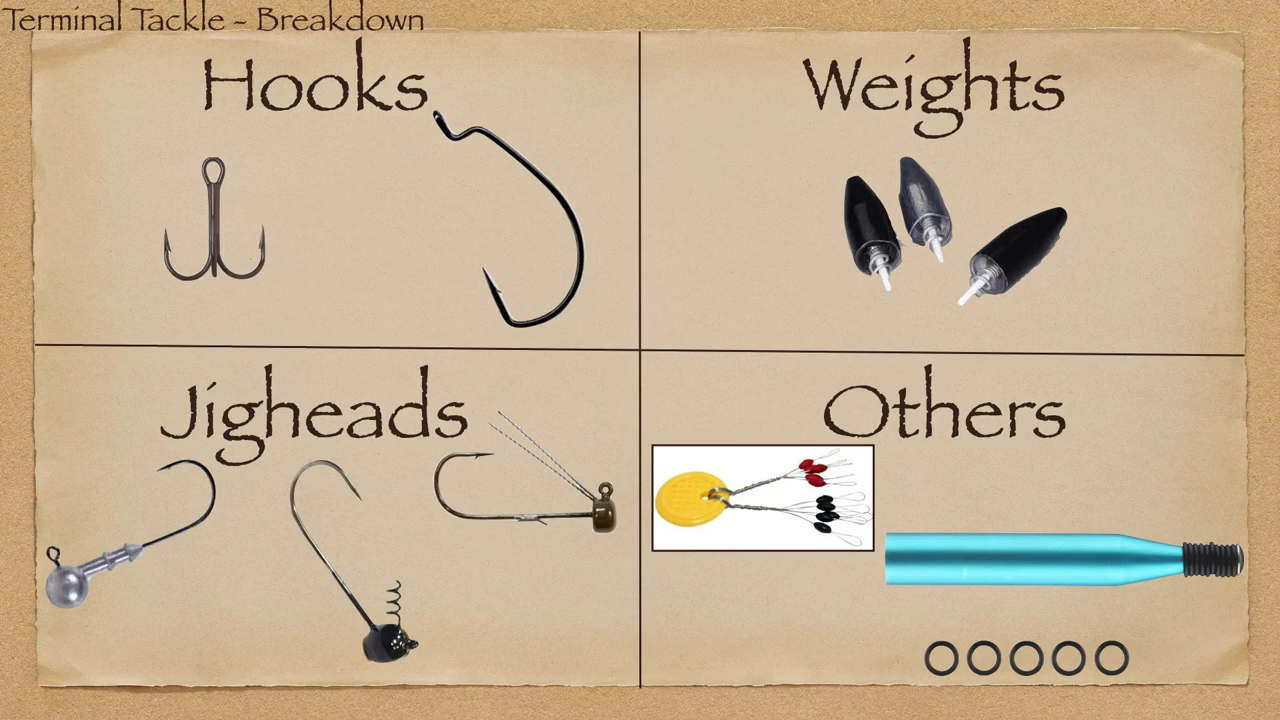 Terminal Tackle - Breakdown
Hooks
Weights
Jigheads
Others